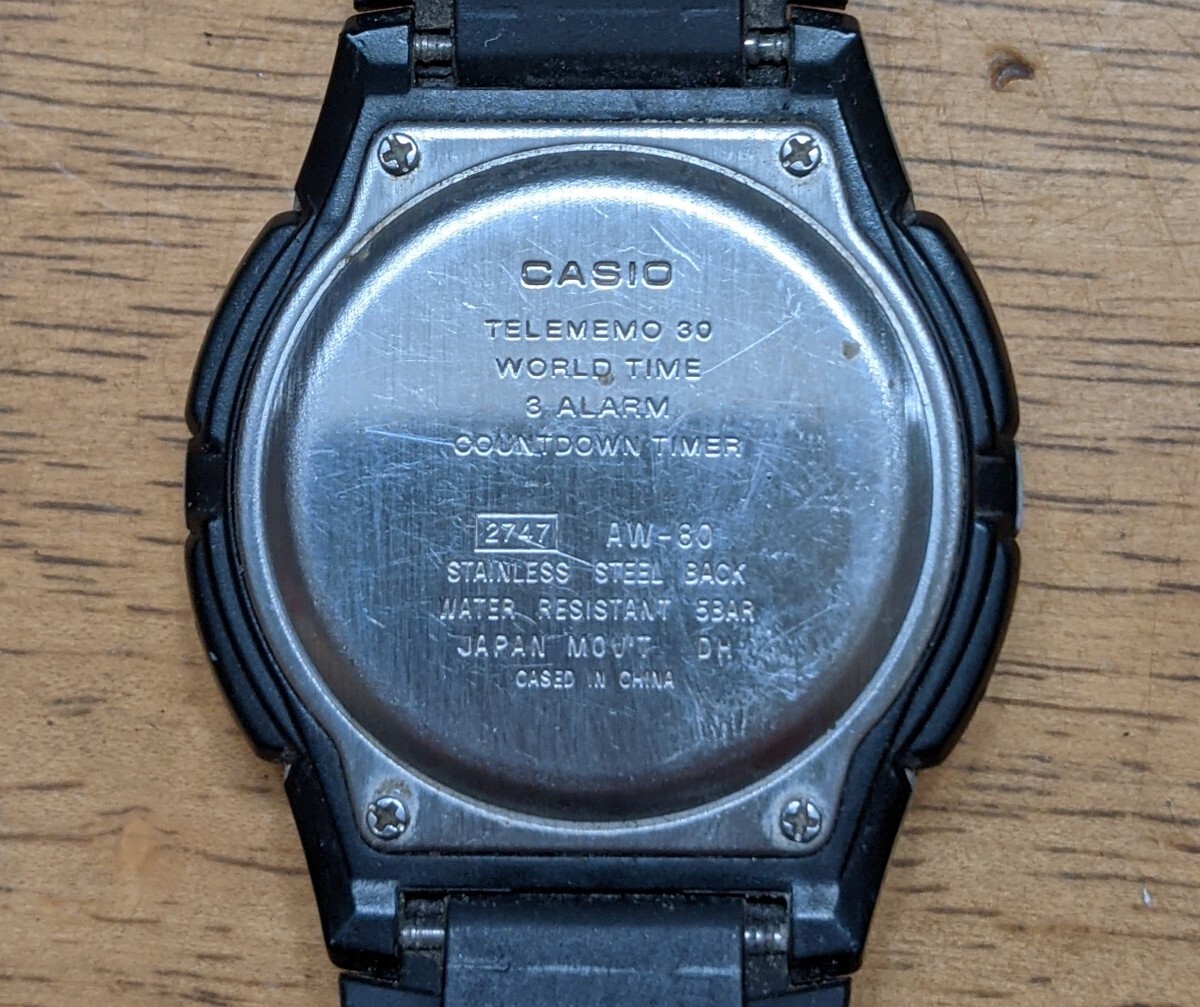 CASIO
TELEMEMO 30
WORLD TIME
3 ALARM
COUNTDOWN TIMER
2747 AW-80
STAINLESS STEEL BACK
WATER RESISTANT 5BAR
JAPAN MOV'T DH
CASED IN CHINA